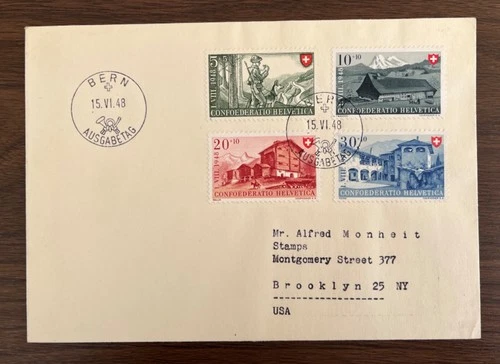 BERN
15.VI.48
AUSGABETAG
I.VIII.1948
5
CONFOEDERATIO HELVETICA
10+10
1948
CONFOEDERATIO HELVETICA
BERN
15.VI.48
AUSGABETAG
20+10
VIII.1948
CONFOEDERATIO HELVETICA
30+10
VIII.
CONFOEDERATIO HELVETICA
Mr. Alfred Monheit
Stamps
Montgomery Street 377
Brooklyn 25 NY
USA